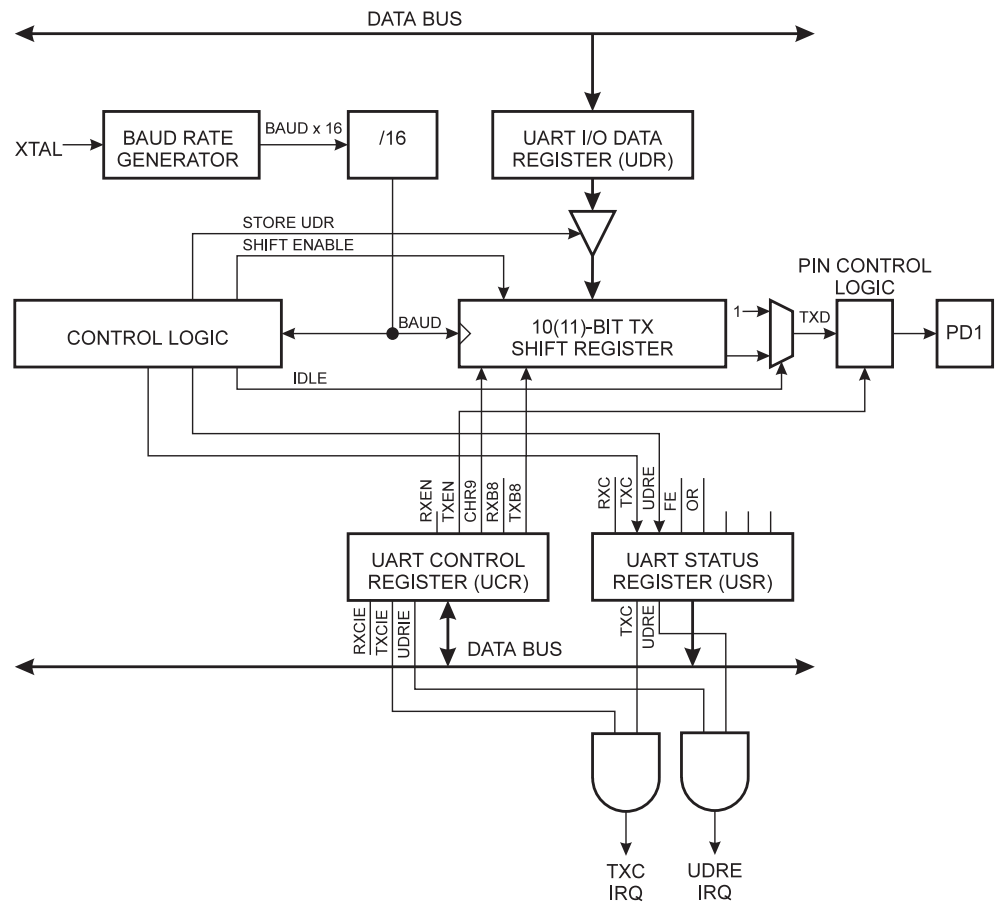 DATA BUS
XTAL
BAUD RATE
GENERATOR
BAUD x 16
/16
UART I/O DATA
REGISTER (UDR)
STORE UDR
SHIFT ENABLE
PIN CONTROL
LOGIC
CONTROL LOGIC
BAUD
10(11)-BIT TX
SHIFT REGISTER
1
TXD
PD1
IDLE
RXEN
TXEN
CHR9
RXB8
TXB8
RXC
TXC
UDRE
FE
OR
UART CONTROL
REGISTER (UCR)
UART STATUS
REGISTER (USR)
RXCIE
TXCIE
UDRIE
TXC
UDRE
DATA BUS
TXC
IRQ
UDRE
IRQ